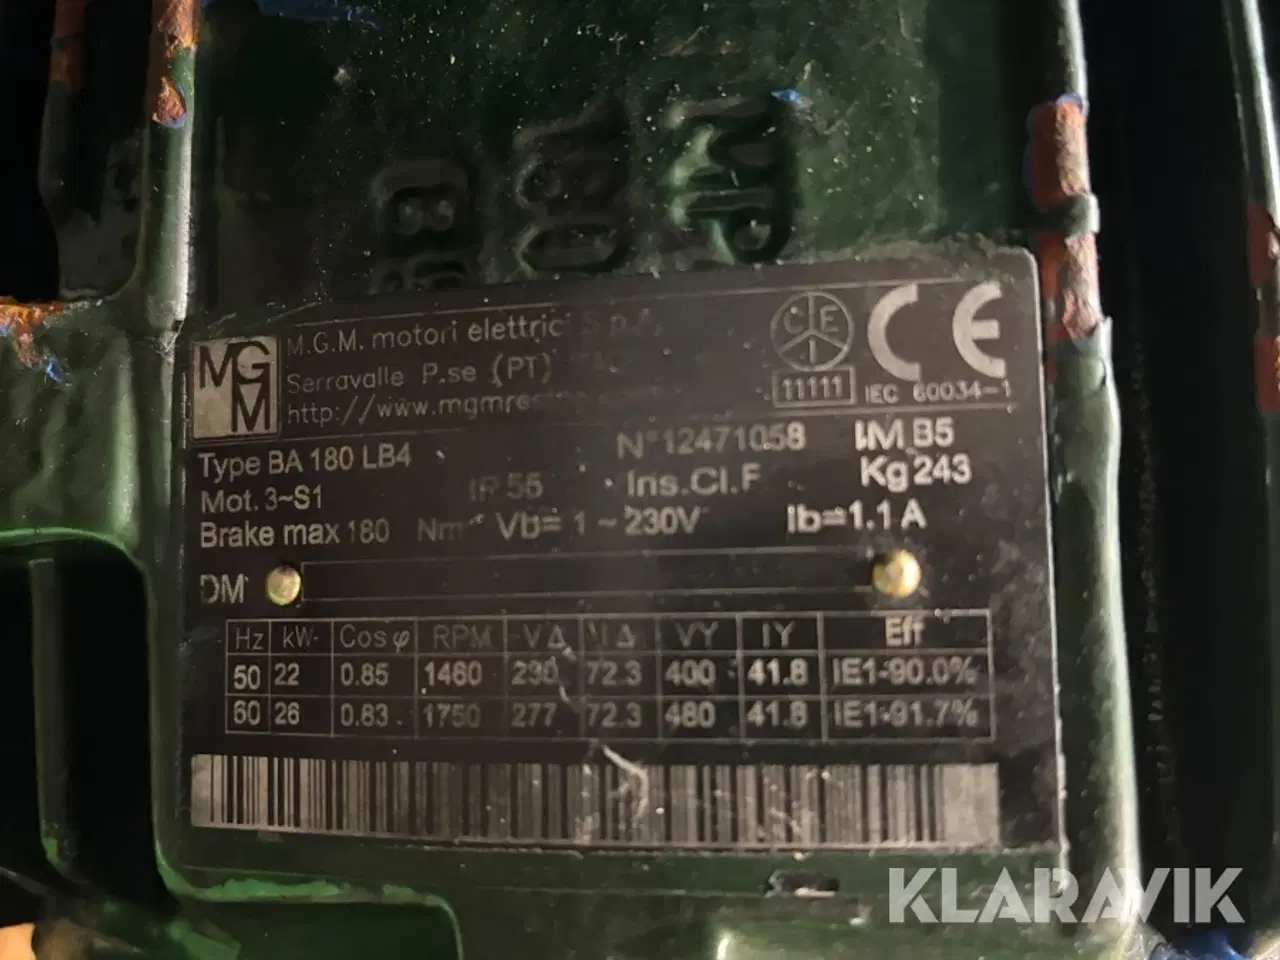 MGM
M.G.M. motori elettrici S.p.A.
Serravalle P.se (PT)
http://www.mgmre
CEI
11111
CE
IEC 60034-1
Type BA 180 LB4 N°12471058 IM B5
Mot. 3~S1 IP 55 Ins.Cl.F Kg 243
Brake max 180 Nm Vb= 1 ~ 230V Ib=1.1 A
DM
Hz kW Cos φ RPM V Δ I Δ VY IY Eff
50 22 0.85 1460 230 72.3 400 41.8 IE1-90.0%
60 26 0.83 1750 277 72.3 480 41.8 IE1-91.7%
KLARAVIK